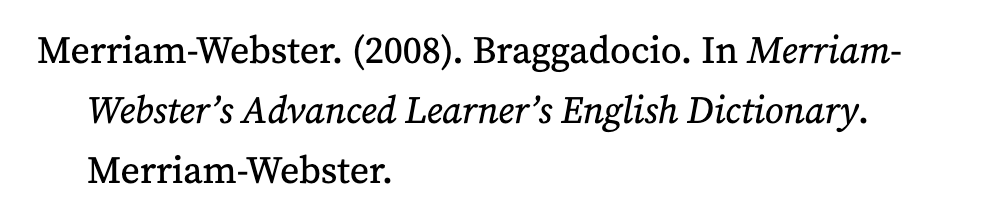 Merriam-Webster. (2008). Braggadocio. In Merriam-
Webster’s Advanced Learner’s English Dictionary.
Merriam-Webster.